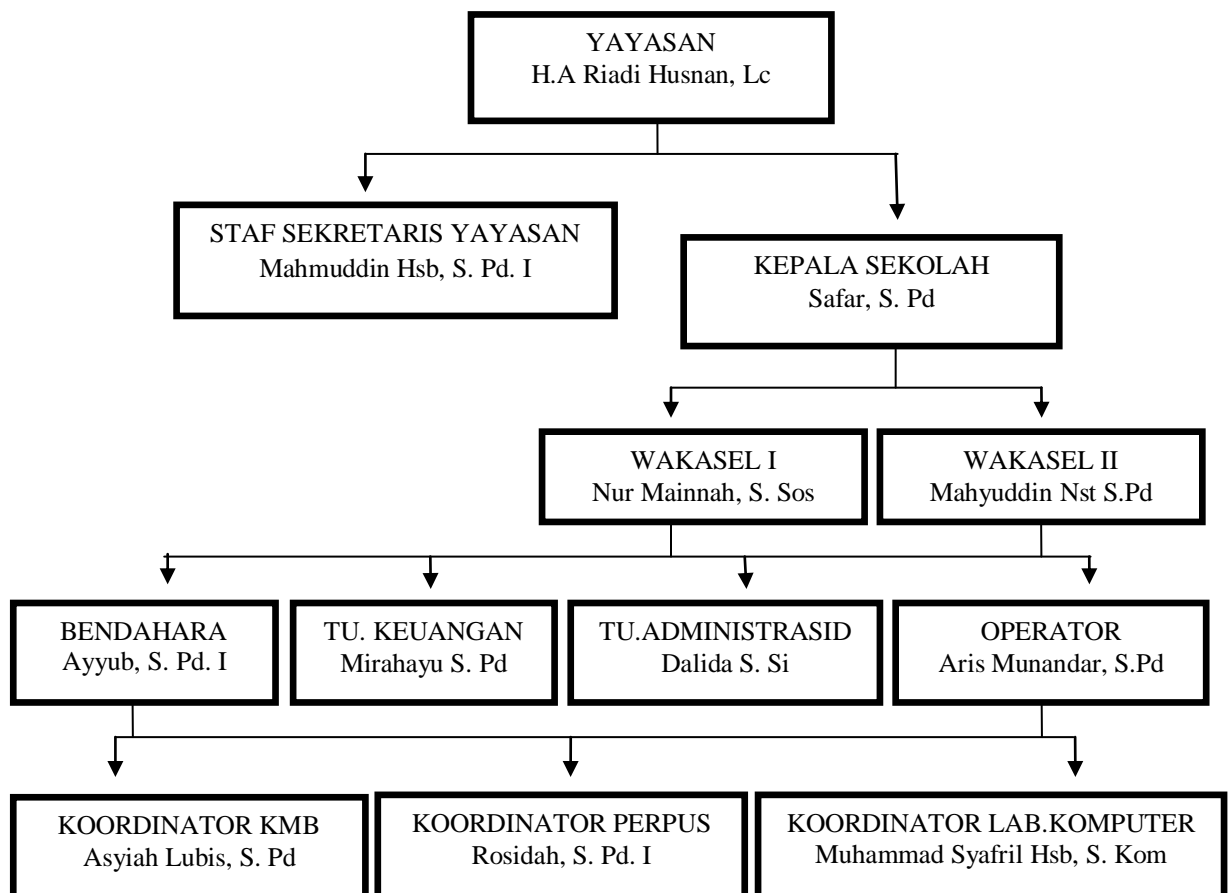 YAYASAN
H.A Riadi Husnan, Lc
STAF SEKRETARIS YAYASAN
Mahmuddin Hsb, S. Pd. I
KEPALA SEKOLAH
Safar, S. Pd
WAKASEL I
Nur Mainnah, S. Sos
WAKASEL II
Mahyuddin Nst S.Pd
BENDAHARA
Ayyub, S. Pd. I
TU. KEUANGAN
Mirahayu S. Pd
TU.ADMINISTRASID
Dalida S. Si
OPERATOR
Aris Munandar, S.Pd
KOORDINATOR KMB
Asyiah Lubis, S. Pd
KOORDINATOR PERPUS
Rosidah, S. Pd. I
KOORDINATOR LAB.KOMPUTER
Muhammad Syafril Hsb, S. Kom